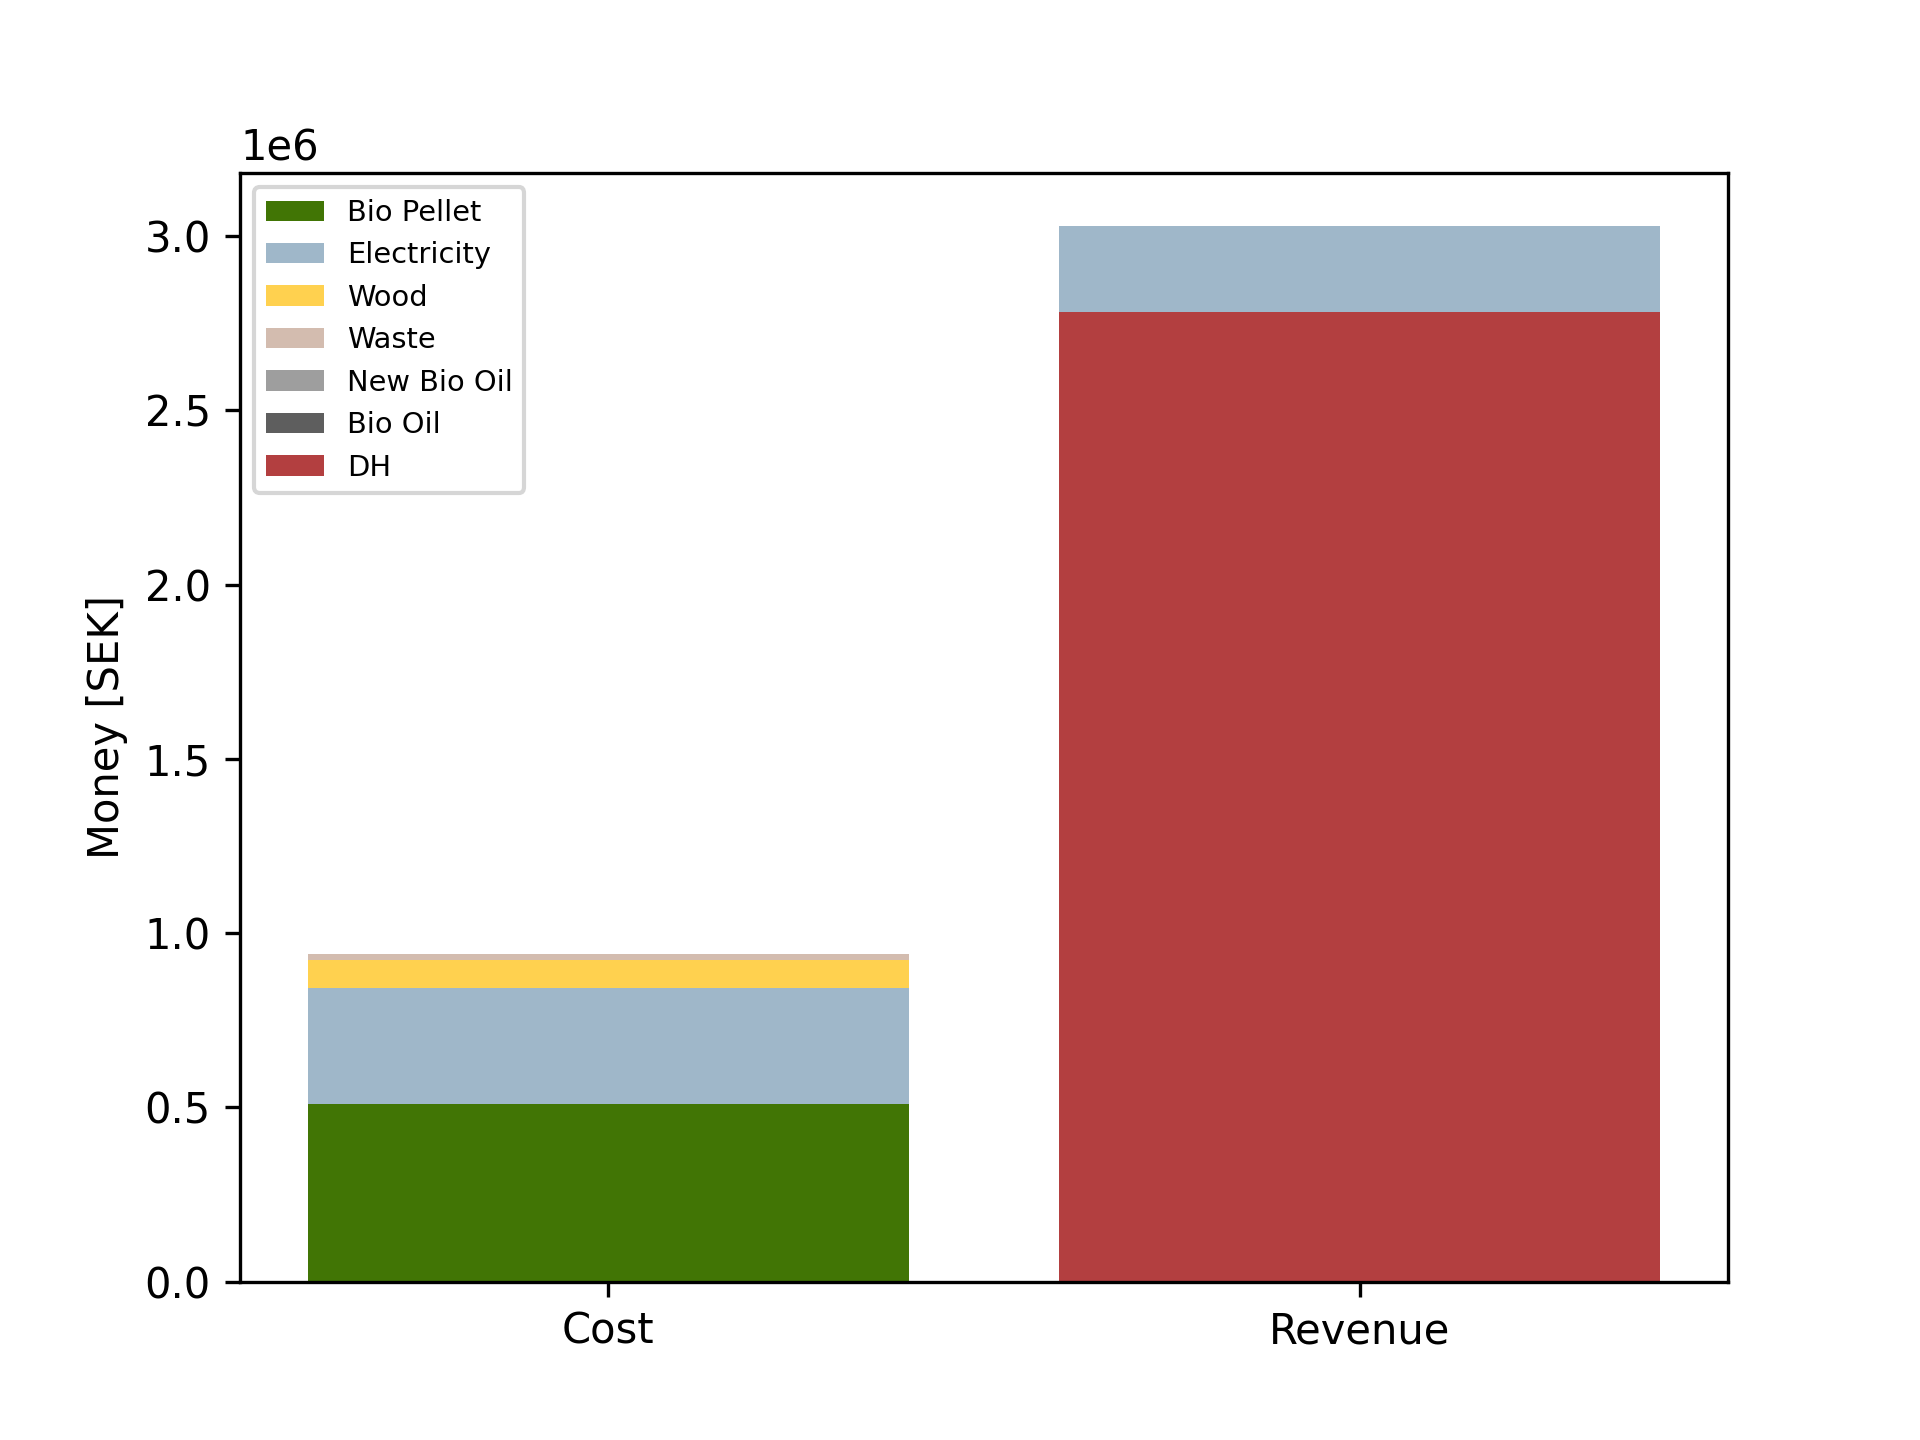 1e6
3.0
2.5
2.0
1.5
1.0
0.5
0.0
Money [SEK]
Bio Pellet
Electricity
Wood
Waste
New Bio Oil
Bio Oil
DH
Cost
Revenue